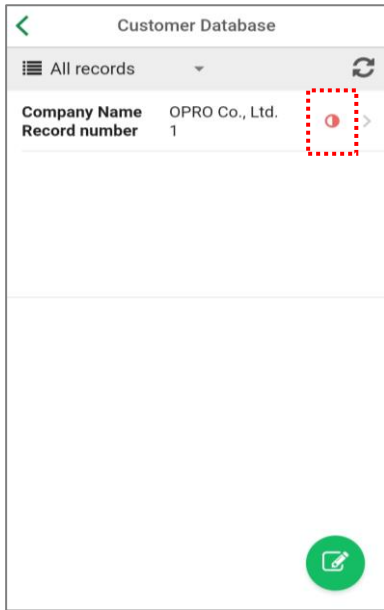 Customer Database
All records
Company Name OPRO Co., Ltd.
Record number 1